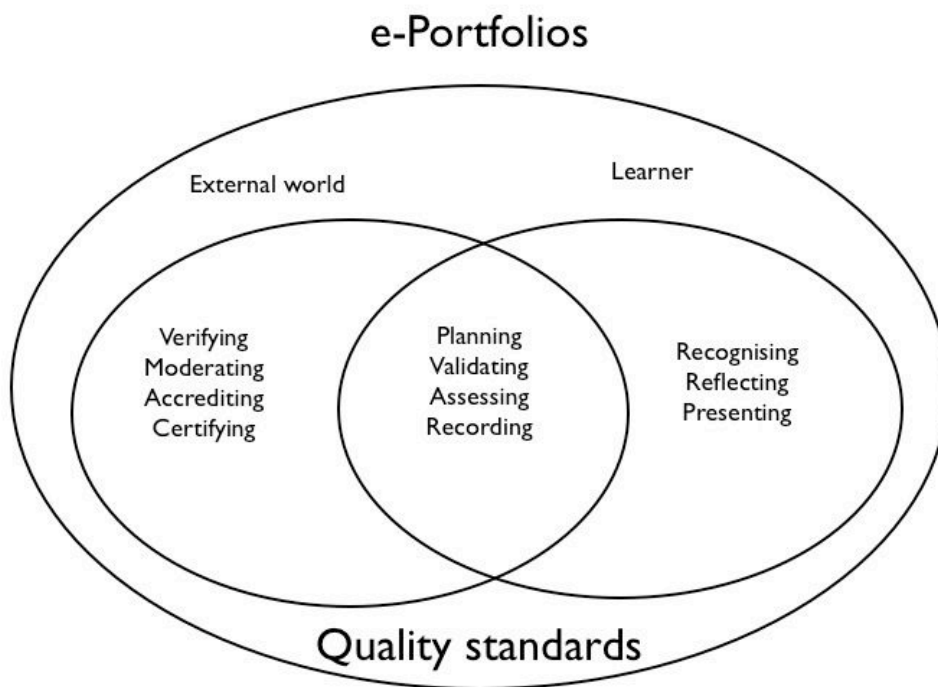 e-Portfolios
External world
Learner
Verifying
Moderating
Accrediting
Certifying
Planning
Validating
Assessing
Recording
Recognising
Reflecting
Presenting
Quality standards